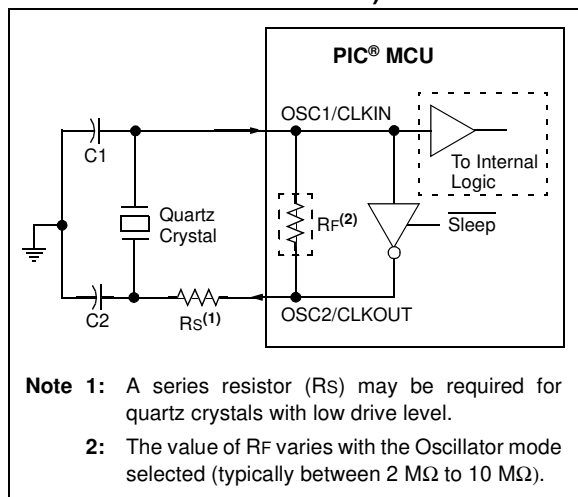 PIC® MCU
OSC1/CLKIN
C1
To Internal
Logic
Quartz
Crystal
RF(2)
Sleep
C2
RS(1)
OSC2/CLKOUT
Note 1: A series resistor (RS) may be required for
quartz crystals with low drive level.
2: The value of RF varies with the Oscillator mode
selected (typically between 2 MΩ to 10 MΩ).